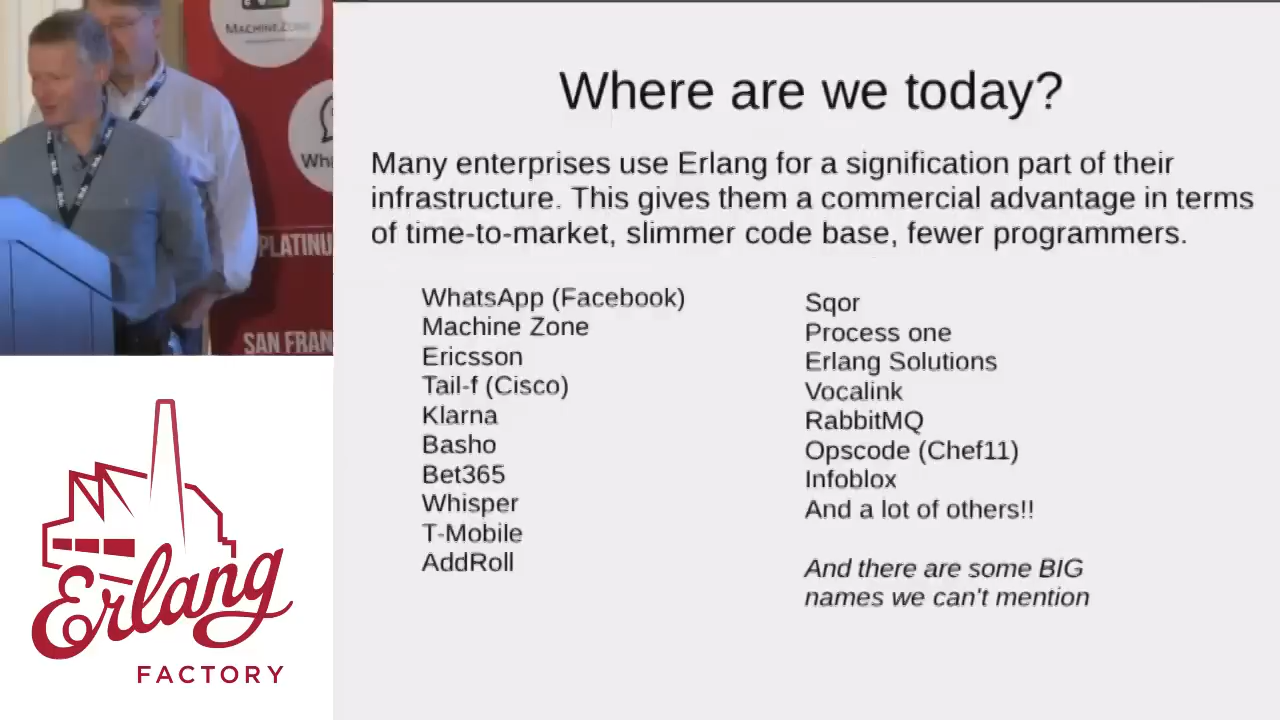 MACHINE ZONE
PLATINU
SAN FRAN
Erlang
FACTORY
Where are we today?
Many enterprises use Erlang for a signification part of their
infrastructure. This gives them a commercial advantage in terms
of time-to-market, slimmer code base, fewer programmers.
WhatsApp (Facebook)
Machine Zone
Ericsson
Tail-f (Cisco)
Klarna
Basho
Bet365
Whisper
T-Mobile
AddRoll
Sqor
Process one
Erlang Solutions
Vocalink
RabbitMQ
Opscode (Chef11)
Infoblox
And a lot of others!!
And there are some BIG
names we can't mention